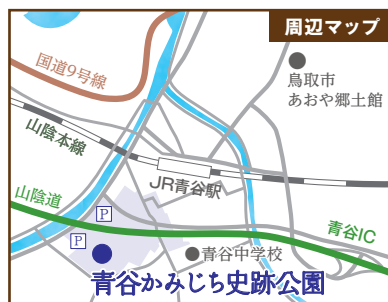 周辺マップ
国道9号線
鳥取市
あおや郷土館
山陰本線
JR青谷駅
山陰道
P
P
青谷IC
青谷中学校
青谷かみじち史跡公園